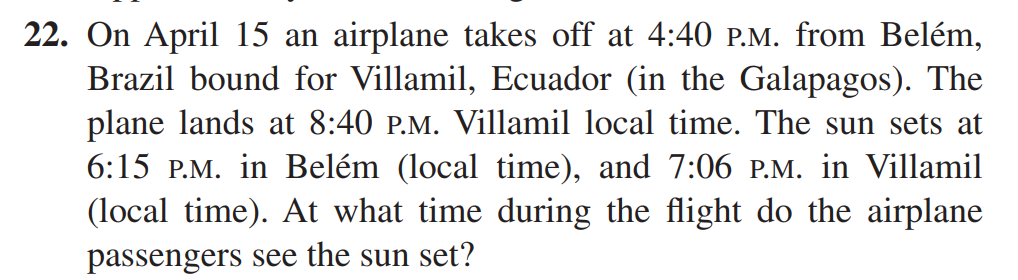 22. On April 15 an airplane takes off at 4:40 P.M. from Belém,
Brazil bound for Villamil, Ecuador (in the Galapagos). The
plane lands at 8:40 P.M. Villamil local time. The sun sets at
6:15 P.M. in Belém (local time), and 7:06 P.M. in Villamil
(local time). At what time during the flight do the airplane
passengers see the sun set?